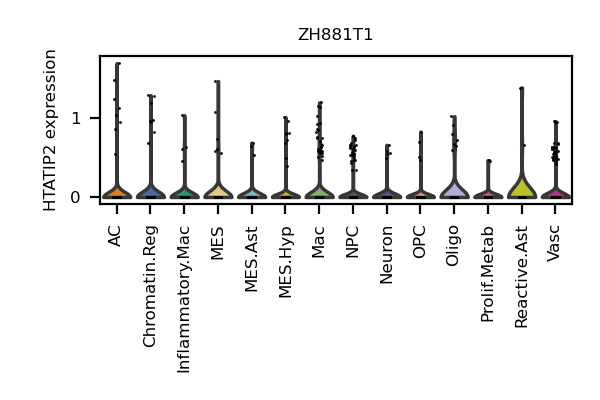 ZH881T1
HTATIP2 expression
1
0
AC
Chromatin.Reg
Inflammatory.Mac
MES
MES.Ast
MES.Hyp
Mac
NPC
Neuron
OPC
Oligo
Prolif.Metab
Reactive.Ast
Vasc